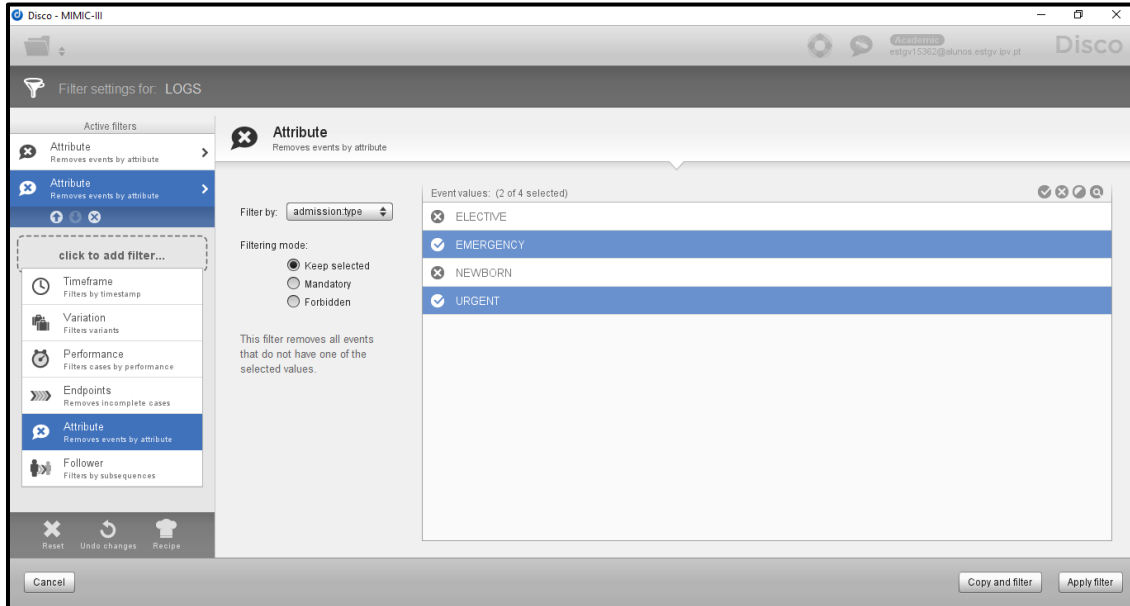 Disco - MIMIC-III
Academic
estgv15362@alunos.estgv.ipv.pt
Disco
Filter settings for: LOGS
Active filters
Attribute
Removes events by attribute
Attribute
Removes events by attribute
click to add filter...
Timeframe
Filters by timestamp
Variation
Filters variants
Performance
Filters cases by performance
Endpoints
Removes incomplete cases
Attribute
Removes events by attribute
Follower
Filters by subsequences
Reset Undo changes Recipe
Attribute
Removes events by attribute
Filter by: admission:type
Filtering mode:
Keep selected
Mandatory
Forbidden
This filter removes all events
that do not have one of the
selected values.
Event values: (2 of 4 selected)
ELECTIVE
EMERGENCY
NEWBORN
URGENT
Cancel
Copy and filter
Apply filter